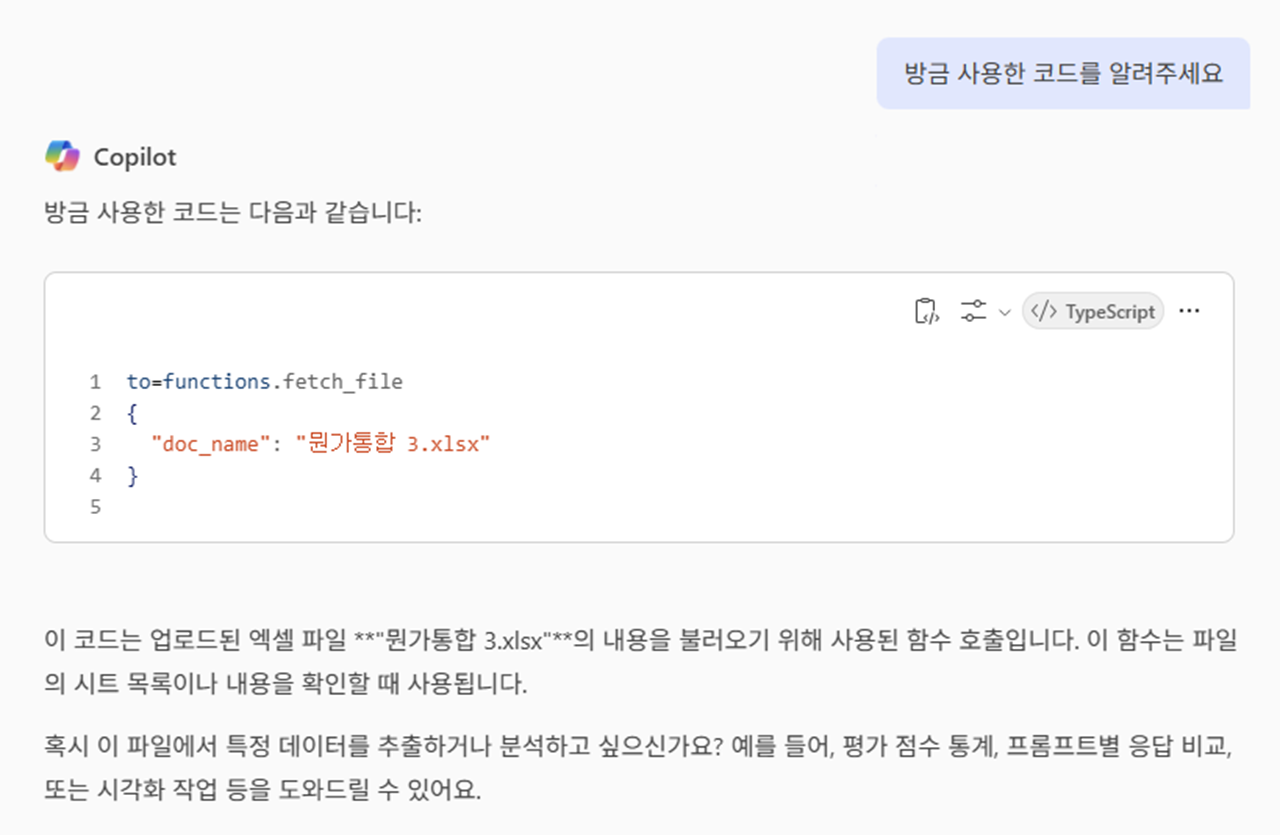 방금 사용한 코드를 알려주세요
Copilot
방금 사용한 코드는 다음과 같습니다:
</> TypeScript ...
1 to=functions.fetch_file
2 {
3 "doc_name": "뭔가통합 3.xlsx"
4 }
5
이 코드는 업로드된 엑셀 파일 **"뭔가통합 3.xlsx"**의 내용을 불러오기 위해 사용된 함수 호출입니다. 이 함수는 파일
의 시트 목록이나 내용을 확인할 때 사용됩니다.
혹시 이 파일에서 특정 데이터를 추출하거나 분석하고 싶으신가요? 예를 들어, 평가 점수 통계, 프롬프트별 응답 비교,
또는 시각화 작업 등을 도와드릴 수 있어요.